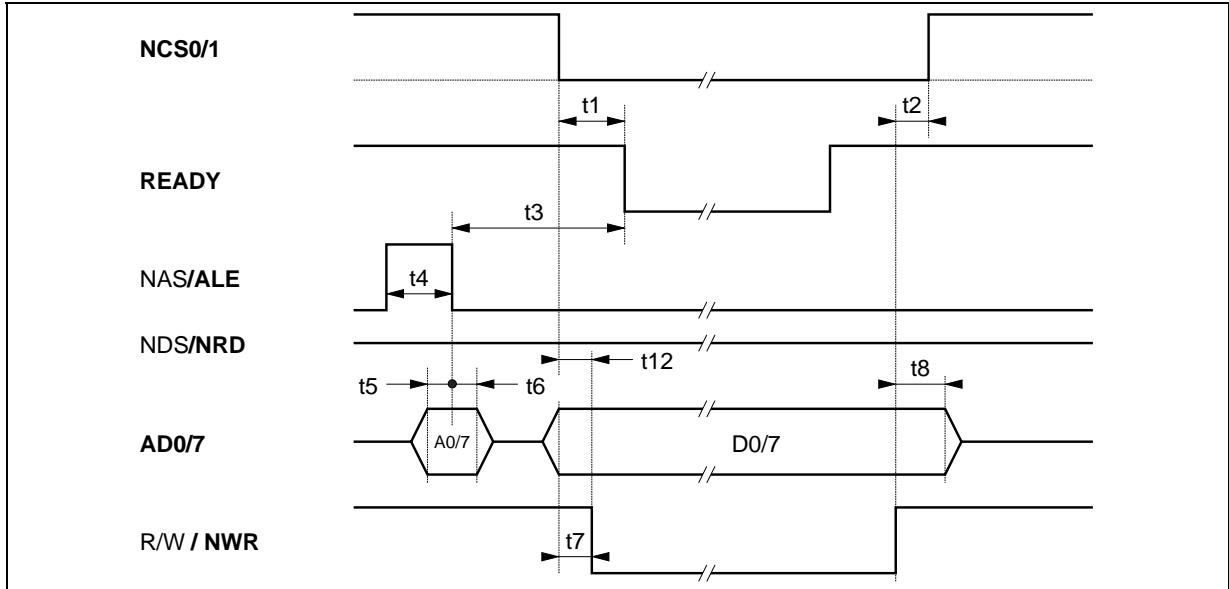 NCS0/1
t1
t2
READY
t3
NAS/ALE
t4
NDS/NRD
t12
t5
t6
t8
AD0/7
A0/7
D0/7
R/W / NWR
t7